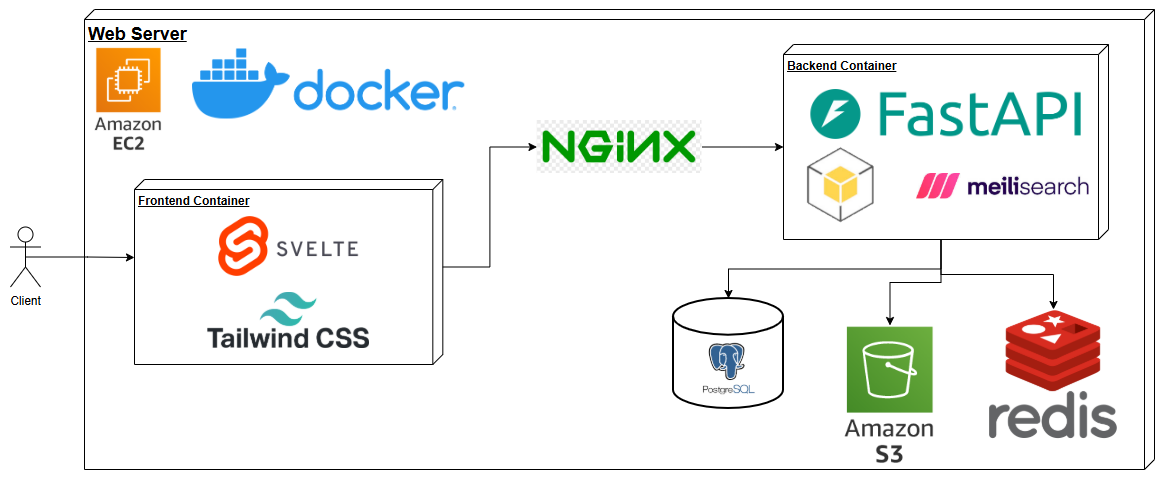 Web Server
Amazon
EC2
docker
Frontend Container
SVELTE
Tailwind CSS
Client
NGiNX
Backend Container
FastAPI
meilisearch
PostgreSQL
Amazon
S3
redis